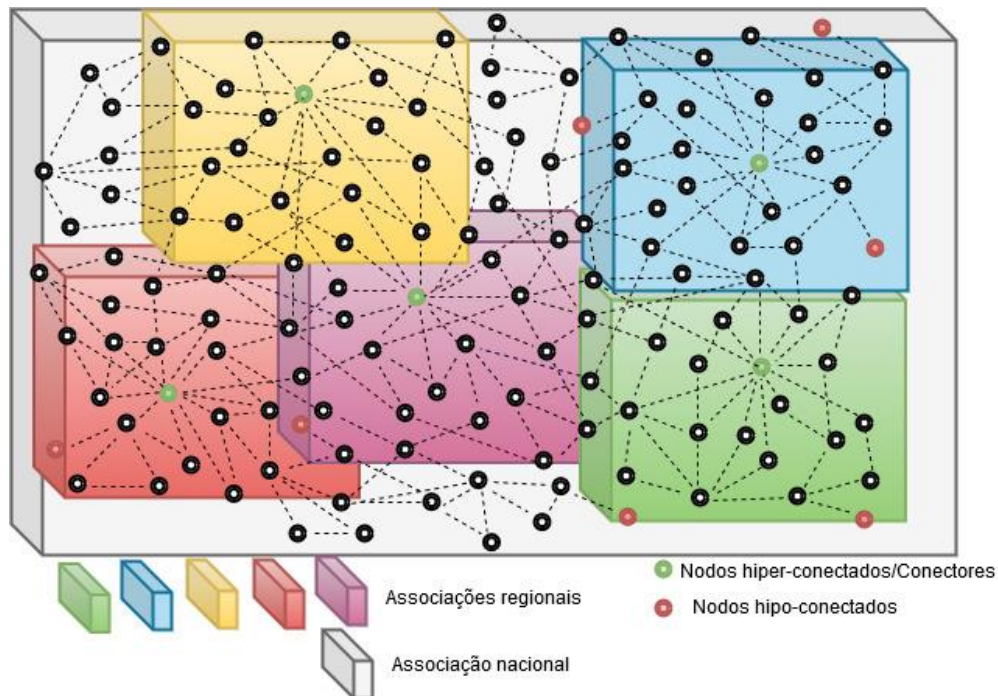 Nodos hiper-conectados/Conectores
Associações regionais
Nodos hipo-conectados
Associação nacional